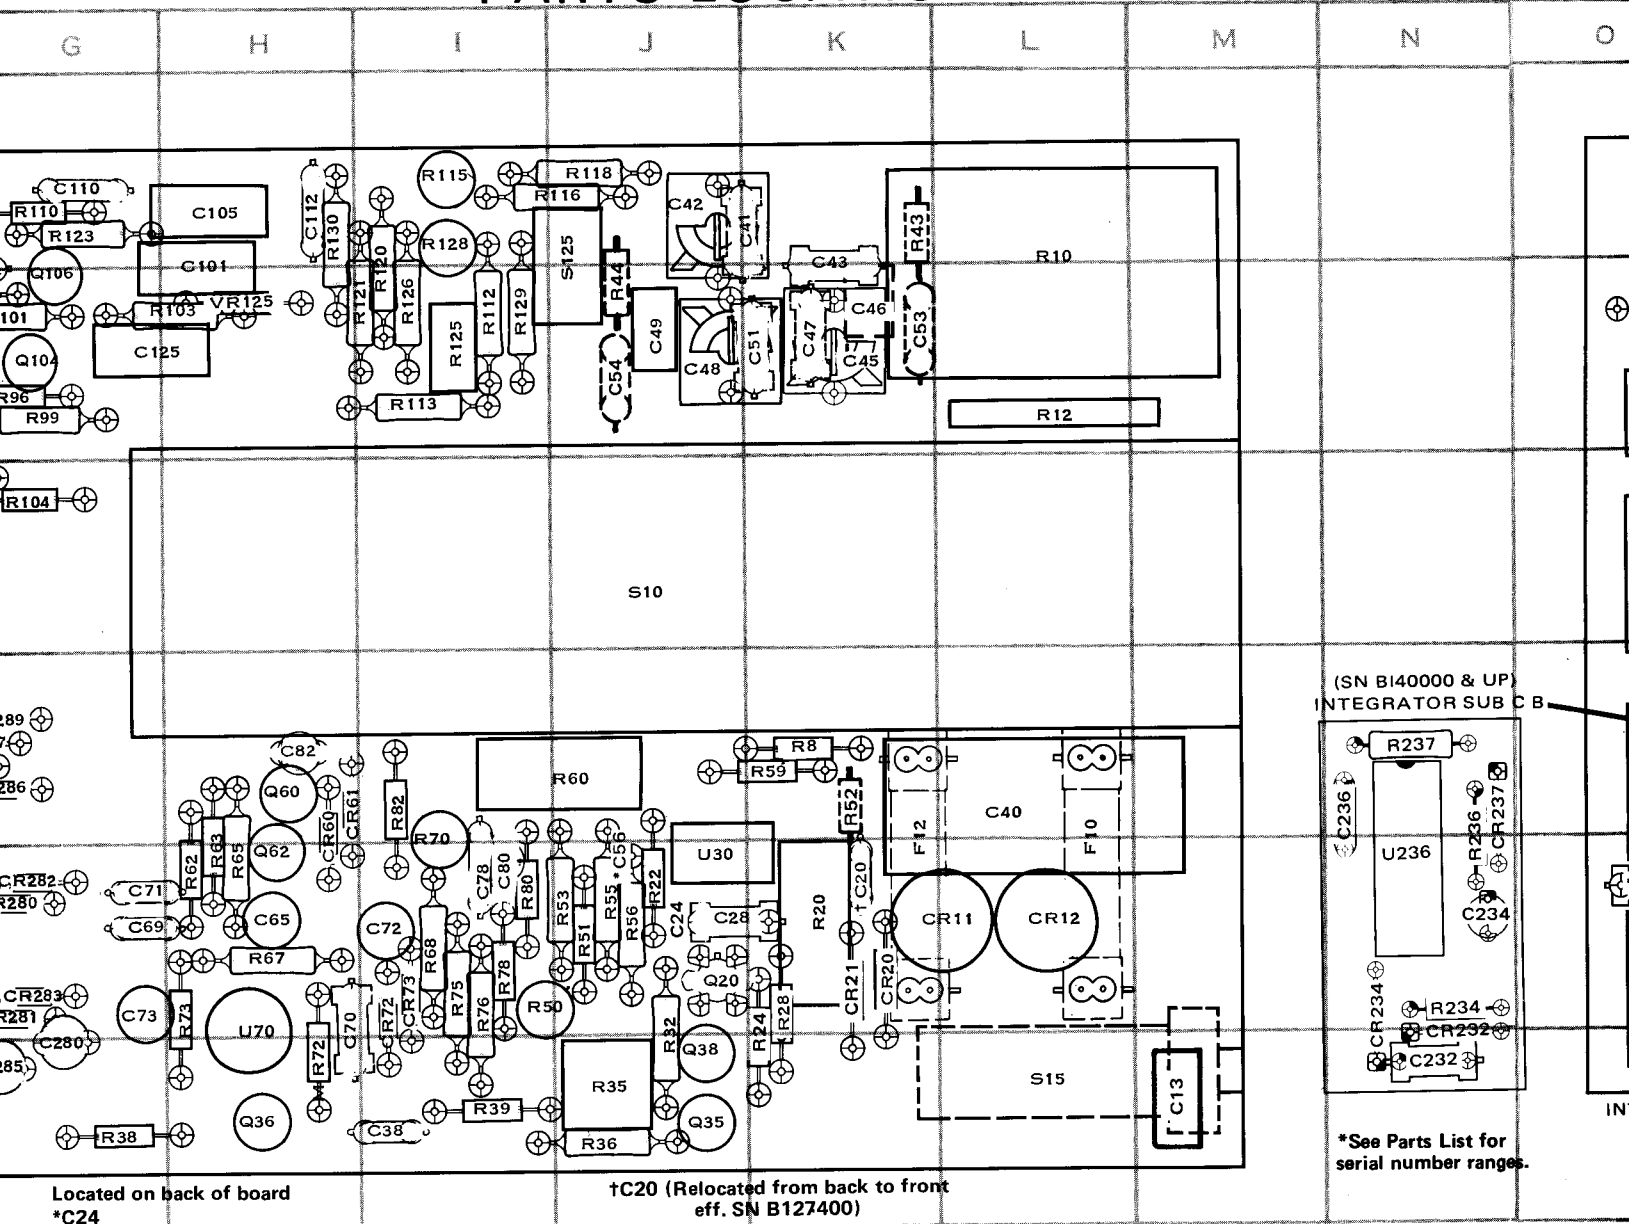 G H I J K L M N O
C110
R110
R123
C105
C112
R130
R115
R118
R116
C42
C41
R43
R10
Q106
C101
R120
R128
S125
R44
C43
101
R103
VR125
R121
R126
R112
R129
C49
C46
C53
Q104
C125
R125
C54
C48
C51
C47
C45
R96
R99
R113
R12
R104
S10
(SN BI40000 & UP)
INTEGRATOR SUB C B
289
7
286
C82
Q60
CR60
CR61
R82
R60
R8
R59
R52
F12
C40
F10
R237
C236
U236
R236
CR237
C234
R62
R63
R65
Q62
R70
C78
C80
R80
R53
R51
R55
*C56
R56
R22
U30
R20
†C20
CR282
R280
C71
C69
C65
C72
R68
R78
C24
C28
CR11
CR12
R67
Q20
CR21
CR20
CR283
R281
C73
R73
U70
C70
R72
CR72
CR73
R75
R76
R50
R32
R24
R28
CR234
R234
CR232
C232
C280
285
Q38
R35
S15
C13
R38
Q36
C38
R39
R36
Q35
IN
*See Parts List for
serial number ranges.
Located on back of board
*C24
†C20 (Relocated from back to front
eff. SN B127400)